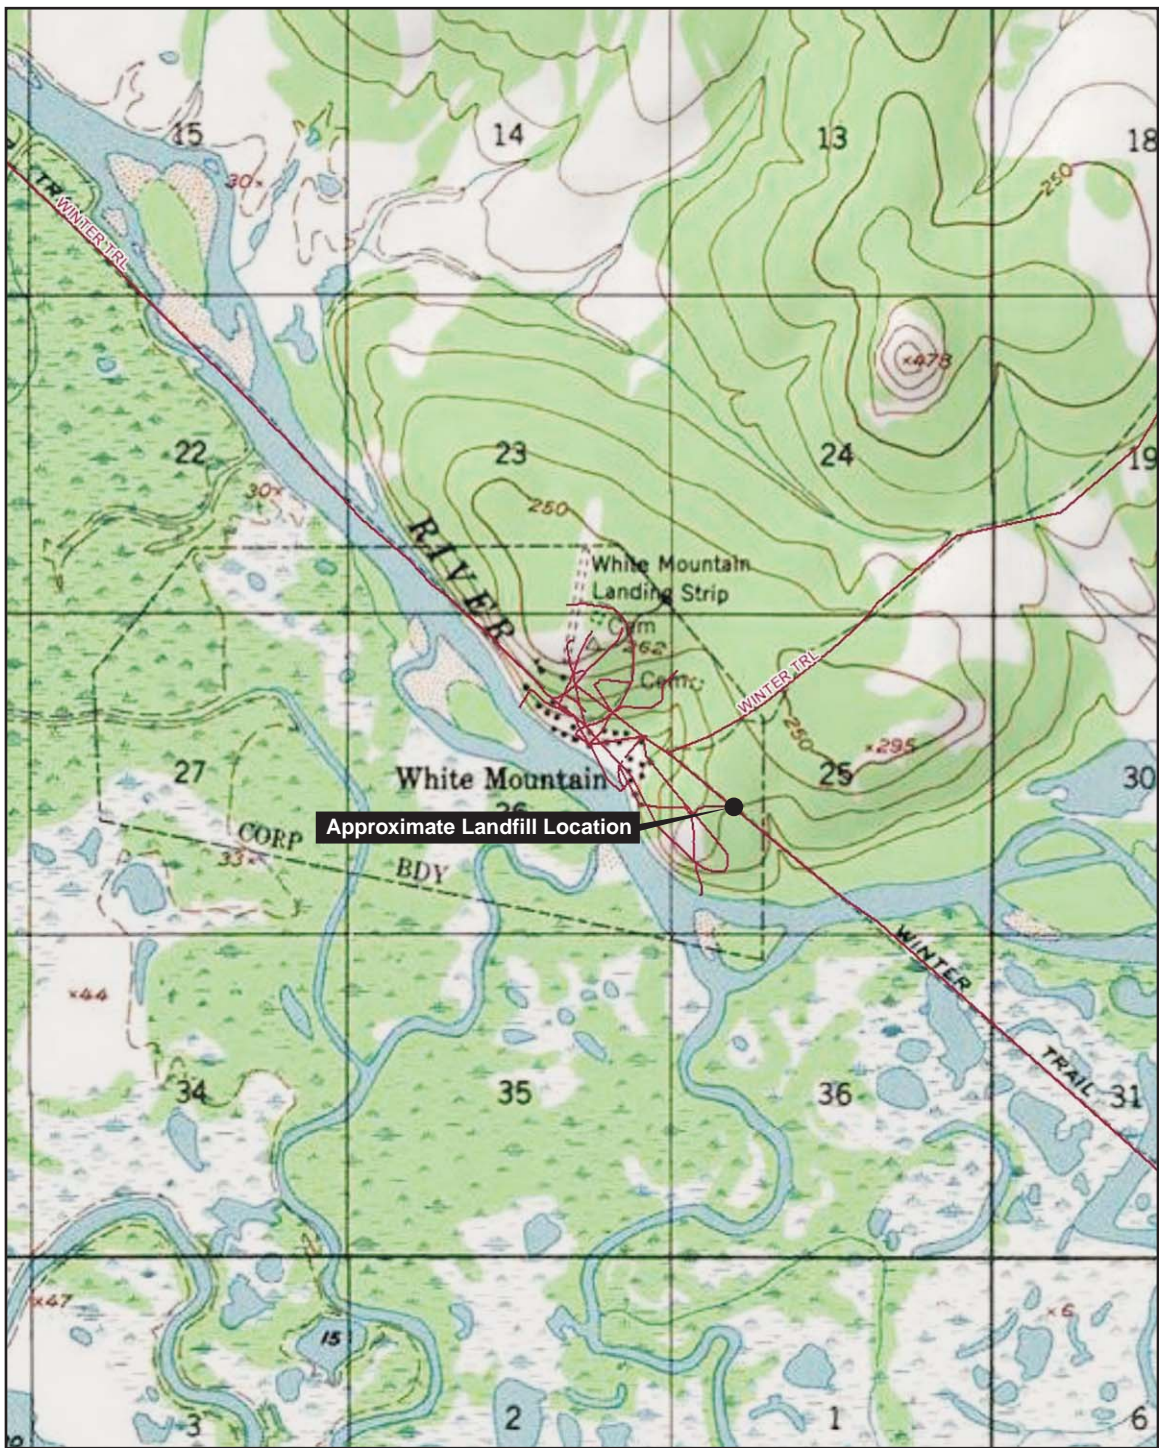 15
14
13
18
30×
250
TR
WINTER TRL
×478
22
23
24
19
30×
250
RIVER
White Mountain
Landing Strip
Cem
262
Cem
WINTER TRL
250
×295
27
White Mountain
25
30
Approximate Landfill Location
CORP
33×
BDY
WINTER
×44
TRAIL
34
35
36
31
×47
×6
15
3
2
1
6